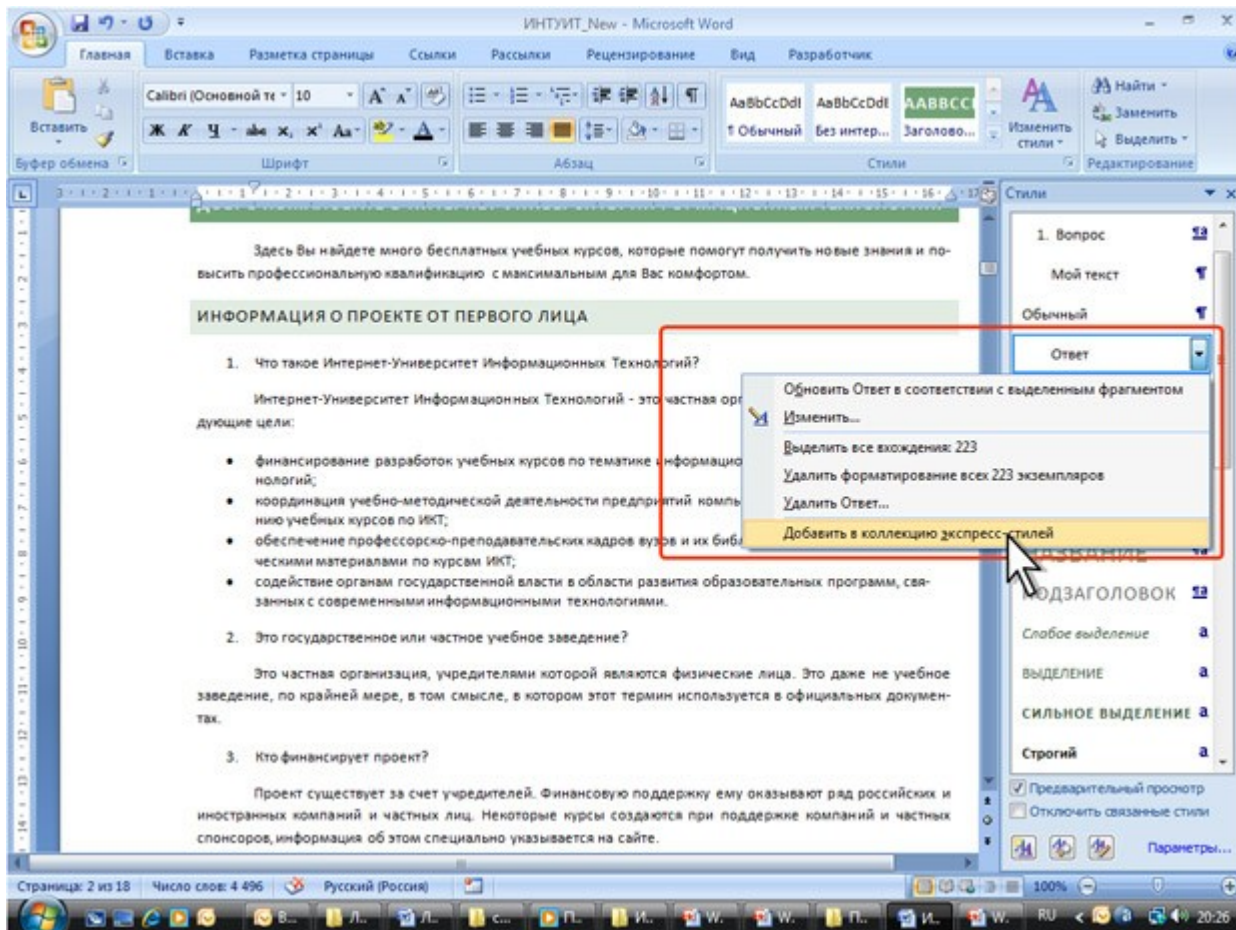 ИНТУИТ_New - Microsoft Word
Главная Вставка Разметка страницы Ссылки Рассылки Рецензирование Вид Разработчик
Вставить
Calibri (Основной те 10
Ж К Ч abc x, x² Aa
AaBbCcDdI AaBbCcDdI AABBCCI
¶ Обычный Без интер... Заголово...
Изменить стили
Найти
Заменить
Выделить
Буфер обмена Шрифт Абзац Стили Редактирование
Стили
1. Вопрос
Мой текст
Обычный
Ответ
Здесь Вы найдете много бесплатных учебных курсов, которые помогут получить новые знания и по-
высить профессиональную квалификацию с максимальным для Вас комфортом.
ИНФОРМАЦИЯ О ПРОЕКТЕ ОТ ПЕРВОГО ЛИЦА
1. Что такое Интернет-Университет Информационных Технологий?
Интернет-Университет Информационных Технологий - это частная орг
дующие цели:
• финансирование разработок учебных курсов по тематике информацио
нологий;
• координация учебно-методической деятельности предприятий компь
нию учебных курсов по ИКТ;
• обеспечение профессорско-преподавательских кадров вузов и их библ
ческими материалами по курсам ИКТ;
• содействие органам государственной власти в области развития образовательных программ, свя-
занных с современными информационными технологиями.
2. Это государственное или частное учебное заведение?
Это частная организация, учредителями которой являются физические лица. Это даже не учебное
заведение, по крайней мере, в том смысле, в котором этот термин используется в официальных докумен-
тах.
3. Кто финансирует проект?
Проект существует за счет учредителей. Финансовую поддержку ему оказывают ряд российских и
иностранных компаний и частных лиц. Некоторые курсы создаются при поддержке компаний и частных
спонсоров, информация об этом специально указывается на сайте.
Обновить Ответ в соответствии с выделенным фрагментом
Изменить...
Выделить все вхождения: 223
Удалить форматирование всех 223 экземпляров
Удалить Ответ...
Добавить в коллекцию экспресс-стилей
НАЗВАНИЕ
ПОДЗАГОЛОВОК
Слабое выделение
ВЫДЕЛЕНИЕ
СИЛЬНОЕ ВЫДЕЛЕНИЕ
Строгий
Предварительный просмотр
Отключить связанные стили
Параметры...
Страница: 2 из 18 Число слов: 4 496 Русский (Россия) 100%
В... Л.. Л... с... П... И.. W. W. П.. И... W. RU 20:26